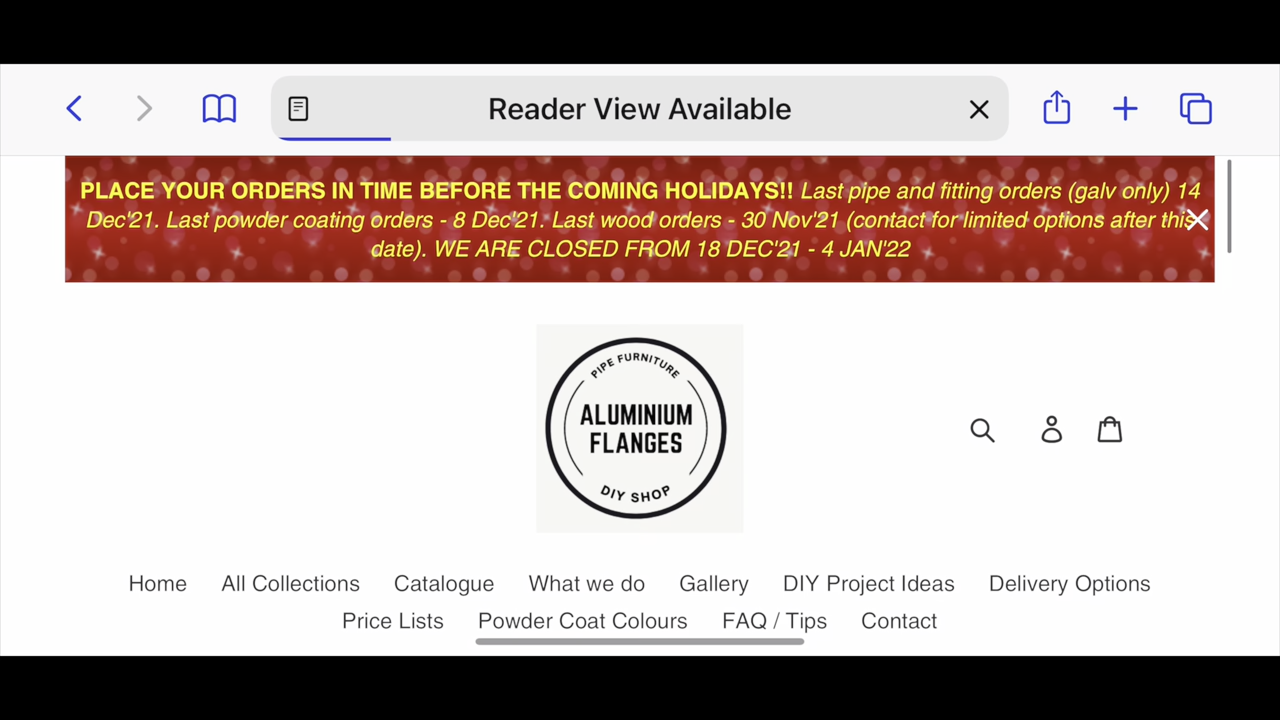 Reader View Available
PLACE YOUR ORDERS IN TIME BEFORE THE COMING HOLIDAYS!! Last pipe and fitting orders (galv only) 14
Dec'21. Last powder coating orders - 8 Dec'21. Last wood orders - 30 Nov'21 (contact for limited options after this
date). WE ARE CLOSED FROM 18 DEC'21 - 4 JAN'22
PIPE FURNITURE
ALUMINIUM
FLANGES
DIY SHOP
Home All Collections Catalogue What we do Gallery DIY Project Ideas Delivery Options
Price Lists Powder Coat Colours FAQ / Tips Contact